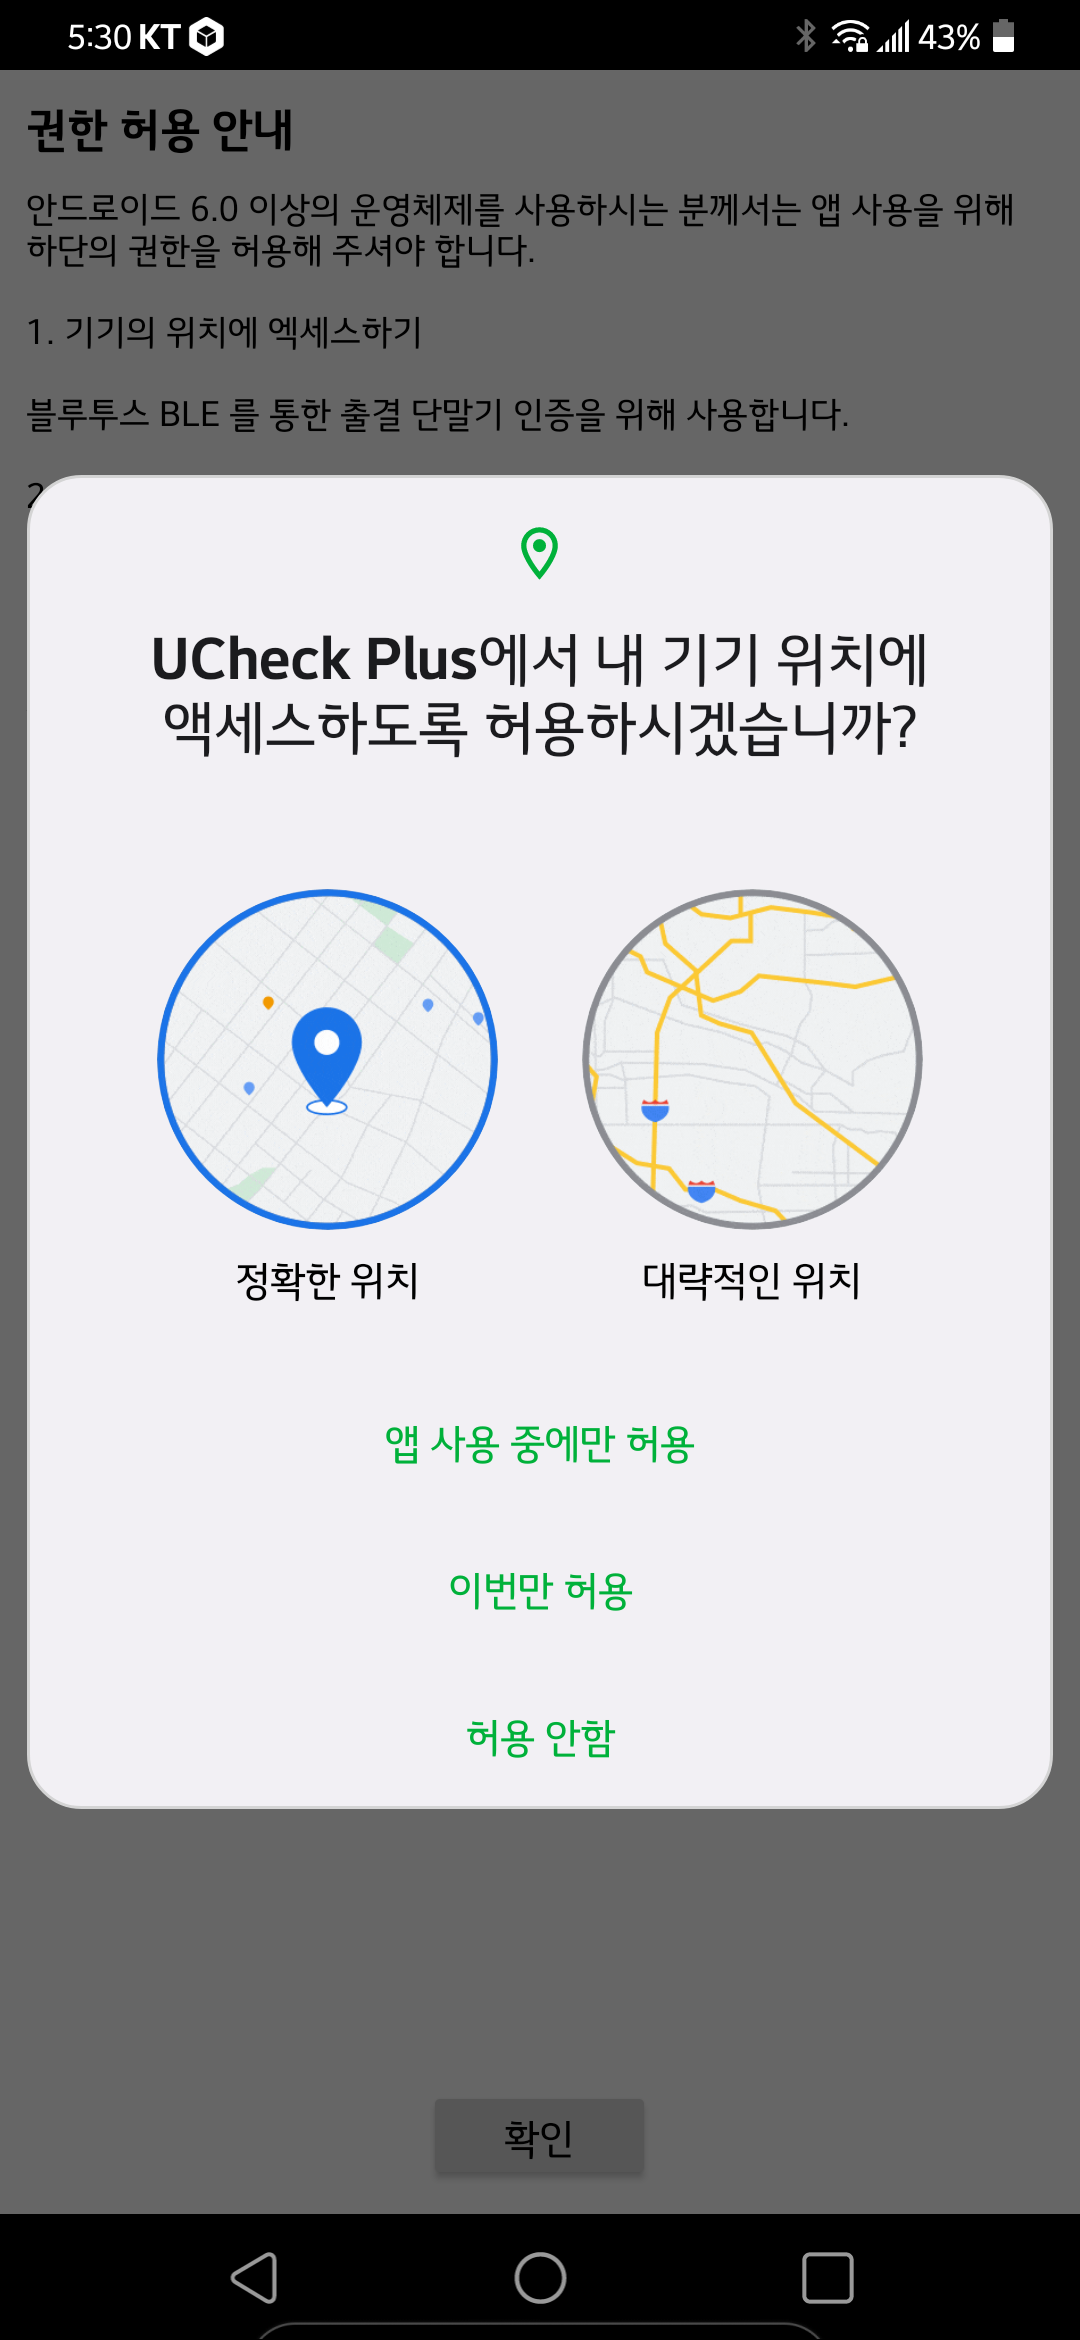 5:30 KT 43%
권한 허용 안내
안드로이드 6.0 이상의 운영체제를 사용하시는 분께서는 앱 사용을 위해
하단의 권한을 허용해 주셔야 합니다.
1. 기기의 위치에 엑세스하기
블루투스 BLE 를 통한 출결 단말기 인증을 위해 사용합니다.
2
UCheck Plus에서 내 기기 위치에
액세스하도록 허용하시겠습니까?
정확한 위치 대략적인 위치
앱 사용 중에만 허용
이번만 허용
허용 안함
확인